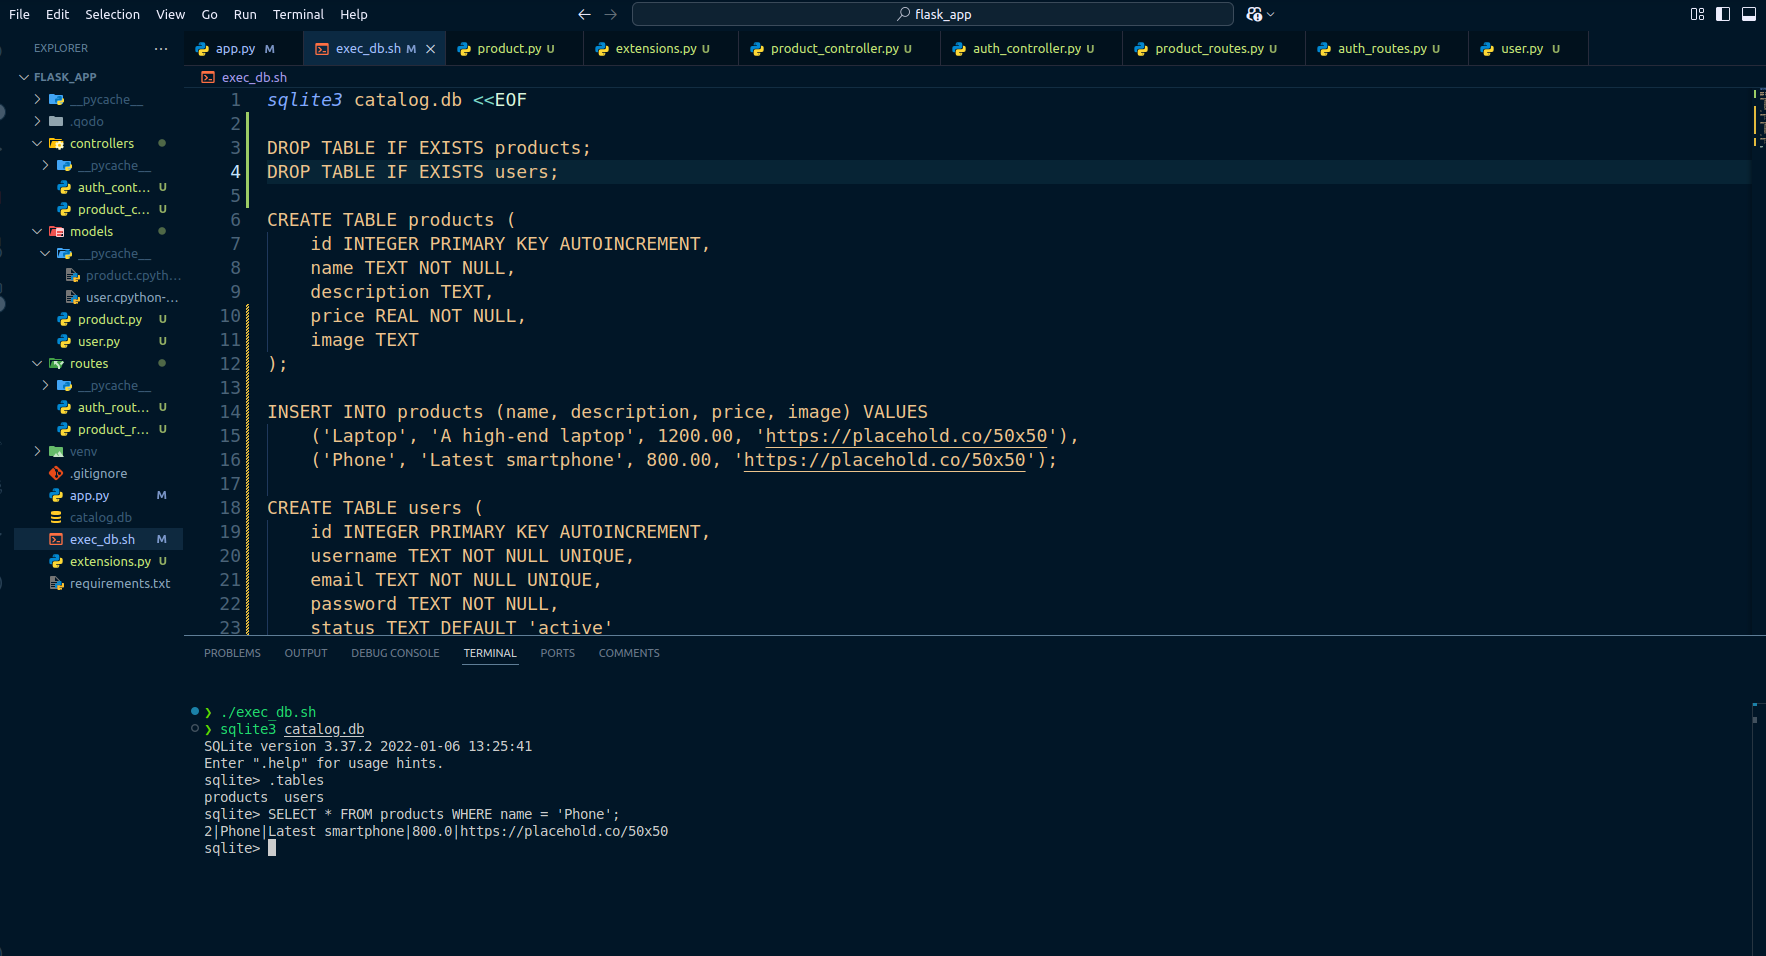 File Edit Selection View Go Run Terminal Help
flask_app
EXPLORER
FLASK_APP
__pycache__
.qodo
controllers
__pycache__
auth_cont... U
product_c... U
models
__pycache__
product.cpyth...
user.cpython-...
product.py U
user.py U
routes
__pycache__
auth_rout... U
product_r... U
venv
.gitignore
app.py M
catalog.db
exec_db.sh M
extensions.py U
requirements.txt
app.py M exec_db.sh M product.py U extensions.py U product_controller.py U auth_controller.py U product_routes.py U auth_routes.py U user.py U
exec_db.sh
1 sqlite3 catalog.db <<EOF
2
3 DROP TABLE IF EXISTS products;
4 DROP TABLE IF EXISTS users;
5
6 CREATE TABLE products (
7 id INTEGER PRIMARY KEY AUTOINCREMENT,
8 name TEXT NOT NULL,
9 description TEXT,
10 price REAL NOT NULL,
11 image TEXT
12 );
13
14 INSERT INTO products (name, description, price, image) VALUES
15 ('Laptop', 'A high-end laptop', 1200.00, 'https://placehold.co/50x50'),
16 ('Phone', 'Latest smartphone', 800.00, 'https://placehold.co/50x50');
17
18 CREATE TABLE users (
19 id INTEGER PRIMARY KEY AUTOINCREMENT,
20 username TEXT NOT NULL UNIQUE,
21 email TEXT NOT NULL UNIQUE,
22 password TEXT NOT NULL,
23 status TEXT DEFAULT 'active'
PROBLEMS OUTPUT DEBUG CONSOLE TERMINAL PORTS COMMENTS
❯ ./exec_db.sh
❯ sqlite3 catalog.db
SQLite version 3.37.2 2022-01-06 13:25:41
Enter ".help" for usage hints.
sqlite> .tables
products  users
sqlite> SELECT * FROM products WHERE name = 'Phone';
2|Phone|Latest smartphone|800.0|https://placehold.co/50x50
sqlite>